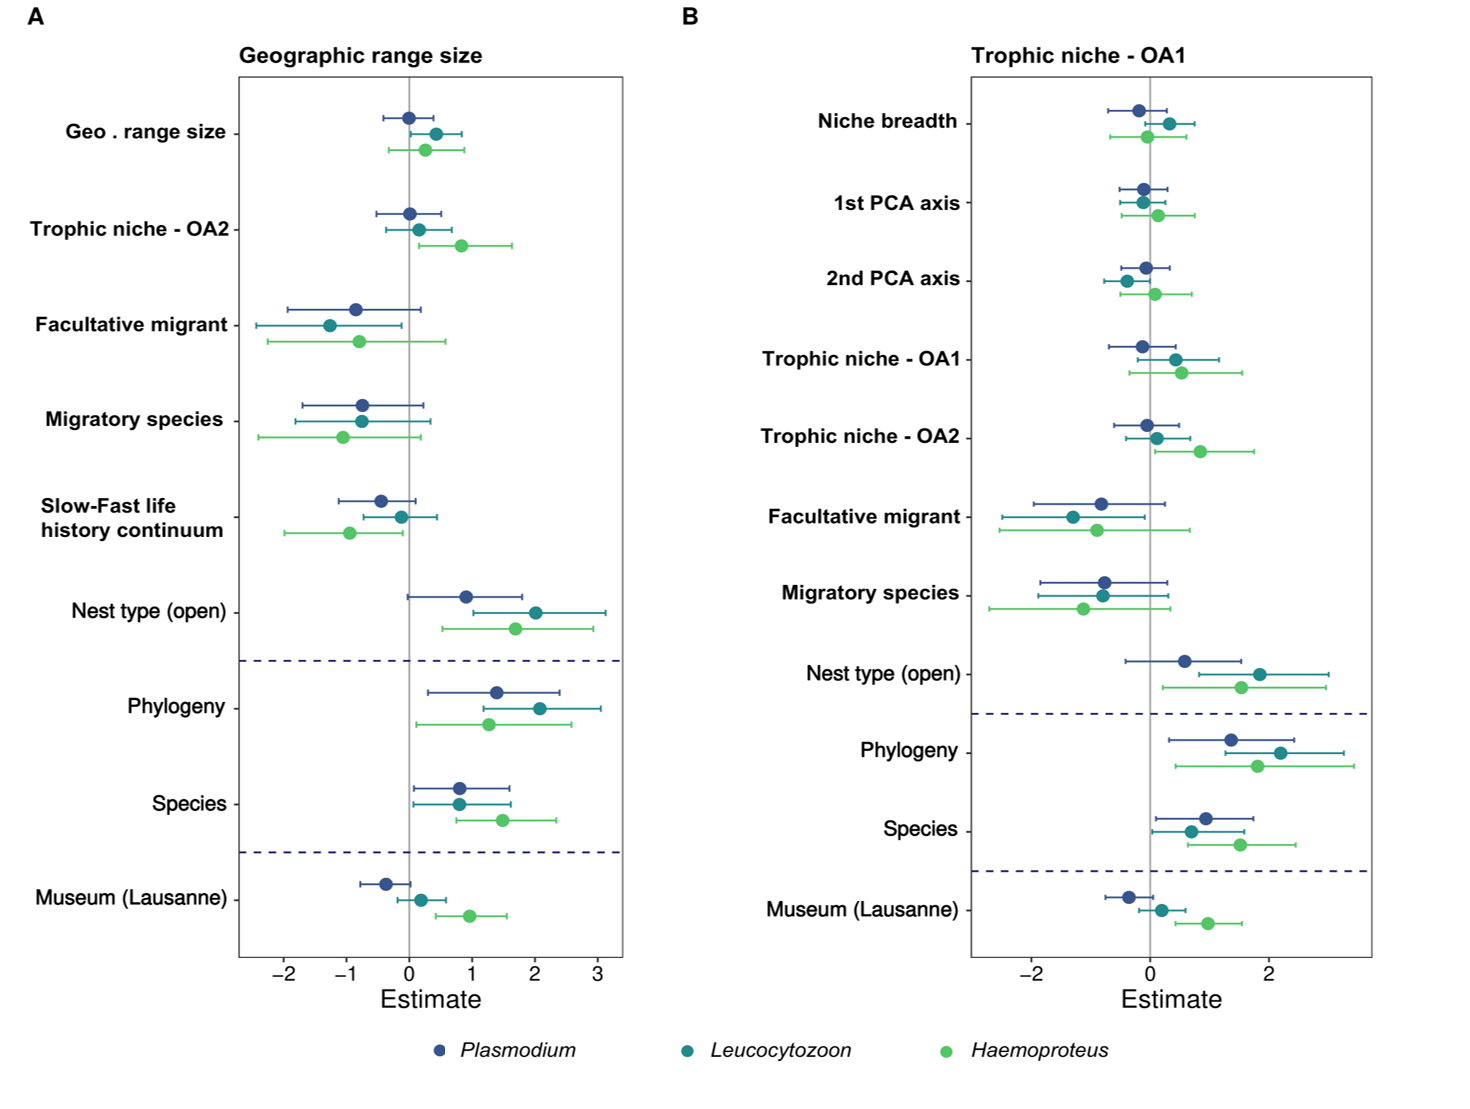 A
Geographic range size
Geo . range size
Trophic niche - OA2
Facultative migrant
Migratory species
Slow-Fast life
history continuum
Nest type (open)
Phylogeny
Species
Museum (Lausanne)
−2 −1 0 1 2 3
Estimate
B
Trophic niche - OA1
Niche breadth
1st PCA axis
2nd PCA axis
Trophic niche - OA1
Trophic niche - OA2
Facultative migrant
Migratory species
Nest type (open)
Phylogeny
Species
Museum (Lausanne)
−2 0 2
Estimate
Plasmodium Leucocytozoon Haemoproteus